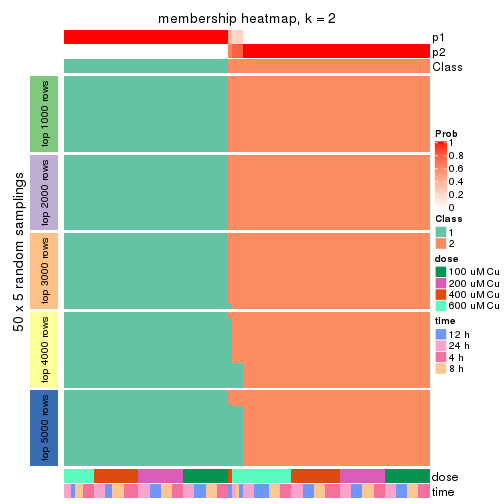 membership heatmap, k = 2
p1
p2
Class
50 x 5 random samplings
top 1000 rows
top 2000 rows
top 3000 rows
top 4000 rows
top 5000 rows
dose
time
Prob
1
0.8
0.6
0.4
0.2
0
Class
1
2
dose
100 uM Cu
200 uM Cu
400 uM Cu
600 uM Cu
time
12 h
24 h
4 h
8 h